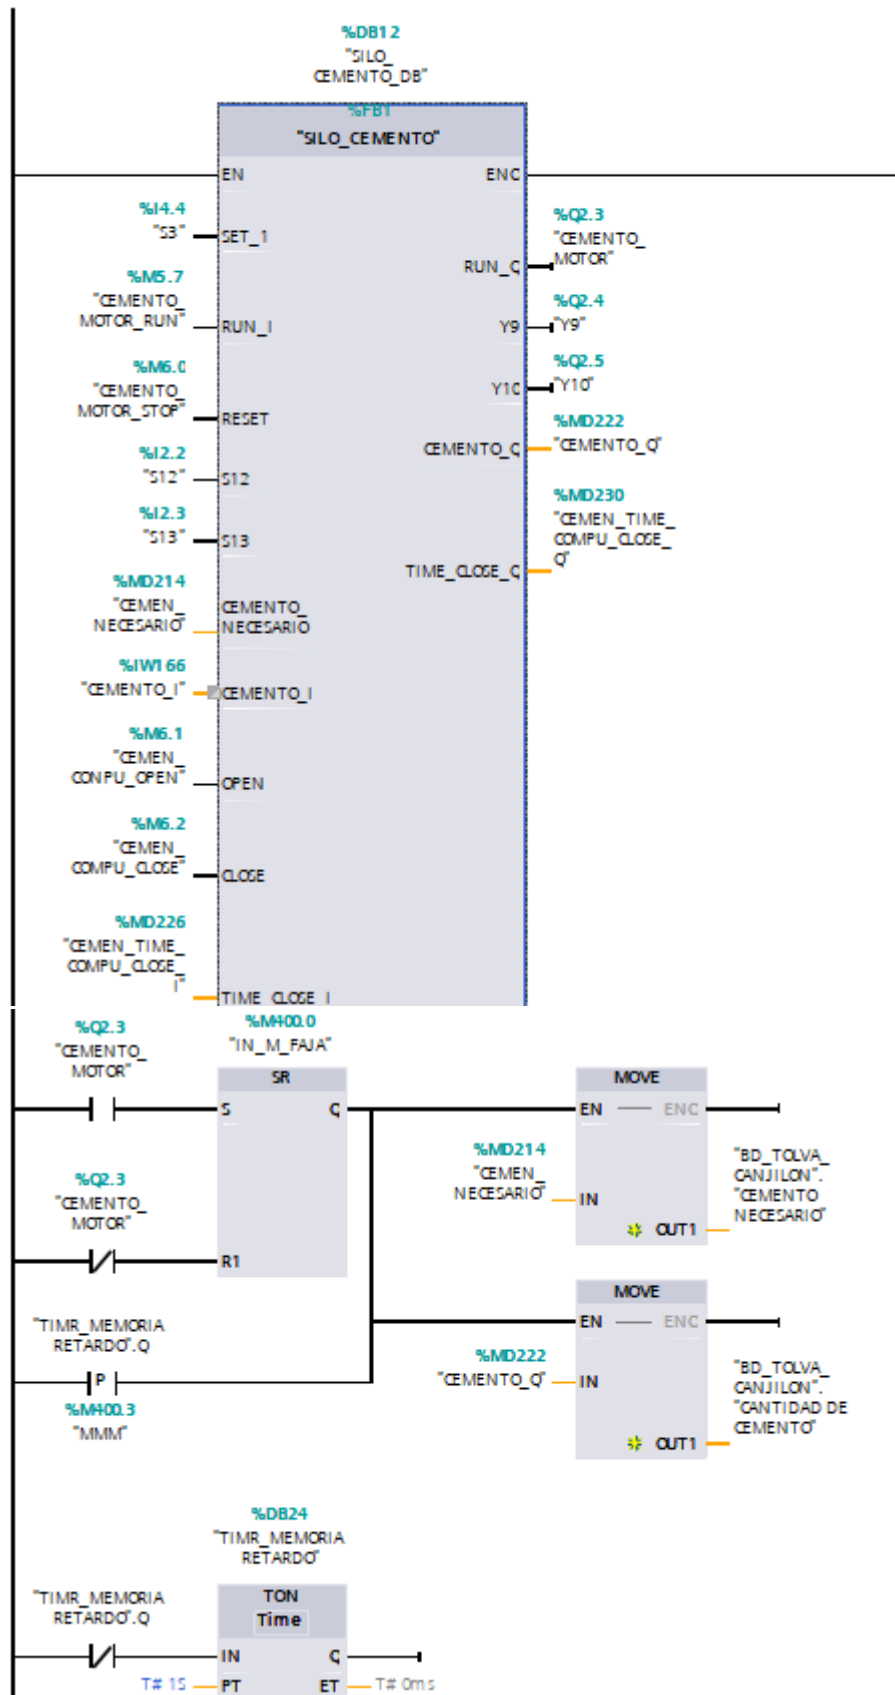 %DB12
"SILO_
CEMENTO_DB"
%FB1
"SILO_CEMENTO"
EN
ENO
%I4.4
"S3"
SET_1
%Q2.3
"CEMENTO_
MOTOR"
RUN_Q
%M5.7
"CEMENTO_
MOTOR_RUN"
RUN_I
%Q2.4
"Y9"
Y9
%M6.0
"CEMENTO_
MOTOR_STOP"
RESET
%Q2.5
"Y10"
Y10
%I2.2
"S12"
S12
%MD222
"CEMENTO_Q"
CEMENTO_Q
%I2.3
"S13"
S13
%MD230
"CEMEN_TIME_
COMPU_CLOSE_
Q"
TIME_CLOSE_Q
%MD214
"CEMEN_
NECESARIO"
CEMENTO_
NECESARIO
%IW166
"CEMENTO_I"
CEMENTO_I
%M6.1
"CEMEN_
CONPU_OPEN"
OPEN
%M6.2
"CEMEN_
COMPU_CLOSE"
CLOSE
%MD226
"CEMEN_TIME_
COMPU_CLOSE_
I"
TIME_CLOSE_I
%Q2.3
"CEMENTO_
MOTOR"
%M400.0
"IN_M_FAJA"
SR
S
Q
%Q2.3
"CEMENTO_
MOTOR"
R1
"TIMR_MEMORIA
RETARDO".Q
P
%M400.3
"MMM"
MOVE
EN
ENO
%MD214
"CEMEN_
NECESARIO"
IN
OUT1
"BD_TOLVA_
CANJILON".
"CEMENTO
NECESARIO"
MOVE
EN
ENO
%MD222
"CEMENTO_Q"
IN
OUT1
"BD_TOLVA_
CANJILON".
"CANTIDAD DE
CEMENTO"
%DB24
"TIMR_MEMORIA
RETARDO"
TON
Time
"TIMR_MEMORIA
RETARDO".Q
IN
Q
T# 1S
PT
ET
T# 0ms